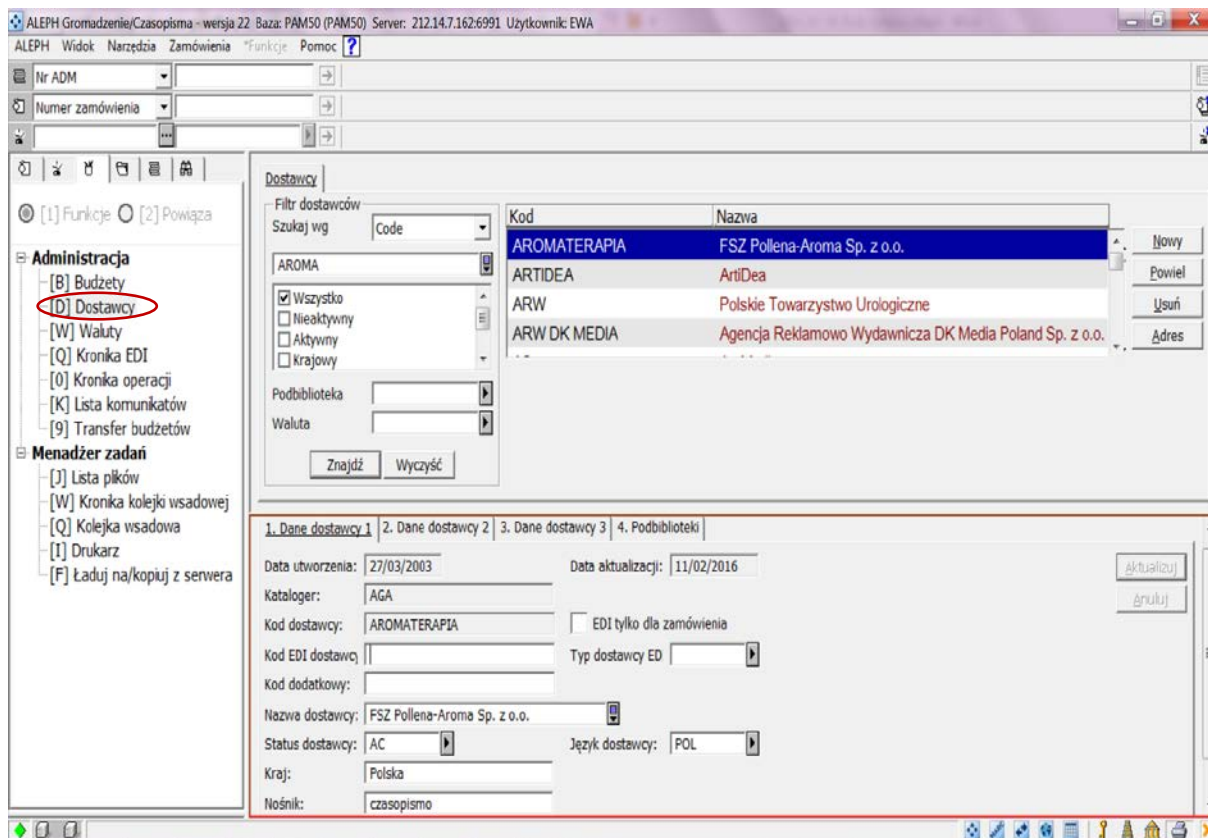 ALEPH Gromadzenie/Czasopisma - wersja 22 Baza: PAM50 (PAM50) Server: 212.14.7.162:6991 Użytkownik: EWA
ALEPH Widok Narzędzia Zamówienia *Funkcje Pomoc ?
Nr ADM
Numer zamówienia
[1] Funkcje [2] Powiąza
Administracja
[B] Budżety
[D] Dostawcy
[W] Waluty
[Q] Kronika EDI
[0] Kronika operacji
[K] Lista komunikatów
[9] Transfer budżetów
Menadżer zadań
[J] Lista plików
[W] Kronika kolejki wsadowej
[Q] Kolejka wsadowa
[I] Drukarz
[F] Ładuj na/kopiuj z serwera
Dostawcy
Filtr dostawców
Szukaj wg Code
AROMA
Wszystko
Nieaktywny
Aktywny
Krajowy
Podbiblioteka
Waluta
Znajdź Wyczyść
Kod Nazwa
AROMATERAPIA FSZ Pollena-Aroma Sp. z o.o.
ARTIDEA ArtiDea
ARW Polskie Towarzystwo Urologiczne
ARW DK MEDIA Agencja Reklamowo Wydawnicza DK Media Poland Sp. z o.o.
Nowy
Powiel
Usuń
Adres
1. Dane dostawcy 1 2. Dane dostawcy 2 3. Dane dostawcy 3 4. Podbiblioteki
Data utworzenia: 27/03/2003 Data aktualizacji: 11/02/2016 Aktualizuj
Kataloger: AGA Anuluj
Kod dostawcy: AROMATERAPIA EDI tylko dla zamówienia
Kod EDI dostawcy Typ dostawcy ED
Kod dodatkowy:
Nazwa dostawcy: FSZ Pollena-Aroma Sp. z o.o.
Status dostawcy: AC Język dostawcy: POL
Kraj: Polska
Nośnik: czasopismo